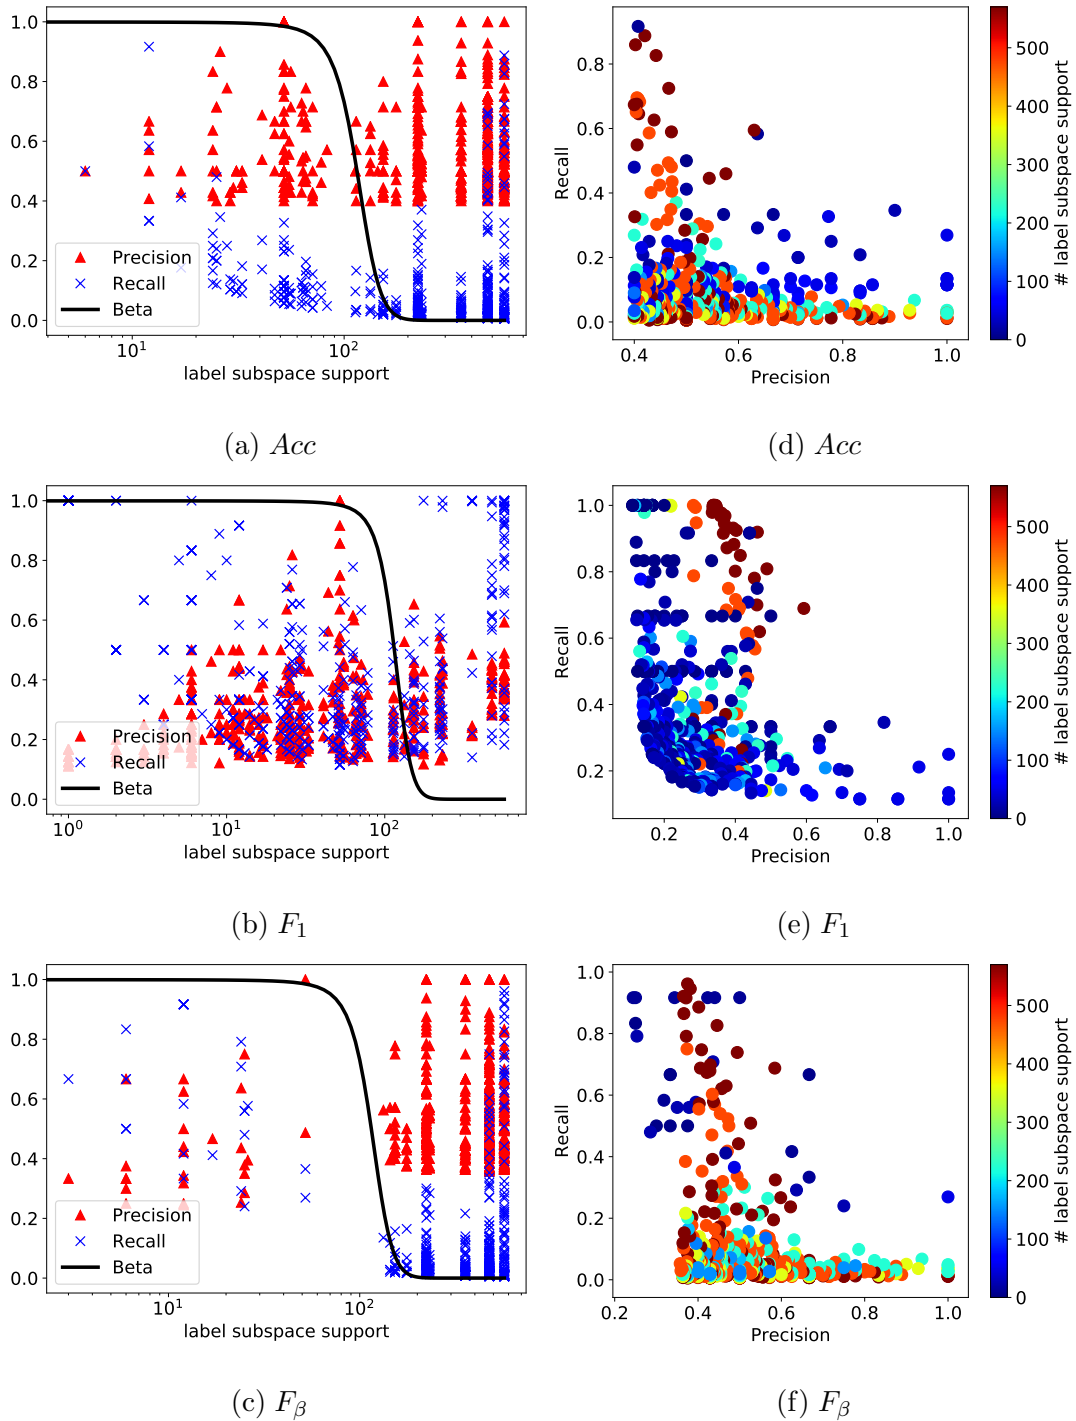 1.0
0.8
0.6
0.4
0.2
0.0
Precision
Recall
Beta
10¹ 10²
label subspace support
(a) Acc
Recall
0.8
0.6
0.4
0.2
0.0
0.4 0.6 0.8 1.0
Precision
500
400
300
200
100
0
# label subspace support
(d) Acc
1.0
0.8
0.6
0.4
0.2
0.0
Precision
Recall
Beta
10⁰ 10¹ 10²
label subspace support
(b) F₁
Recall
1.0
0.8
0.6
0.4
0.2
0.2 0.4 0.6 0.8 1.0
Precision
500
400
300
200
100
0
# label subspace support
(e) F₁
1.0
0.8
0.6
0.4
0.2
0.0
Precision
Recall
Beta
10¹ 10²
label subspace support
(c) Fᵦ
Recall
1.0
0.8
0.6
0.4
0.2
0.0
0.2 0.4 0.6 0.8 1.0
Precision
500
400
300
200
100
0
# label subspace support
(f) Fᵦ